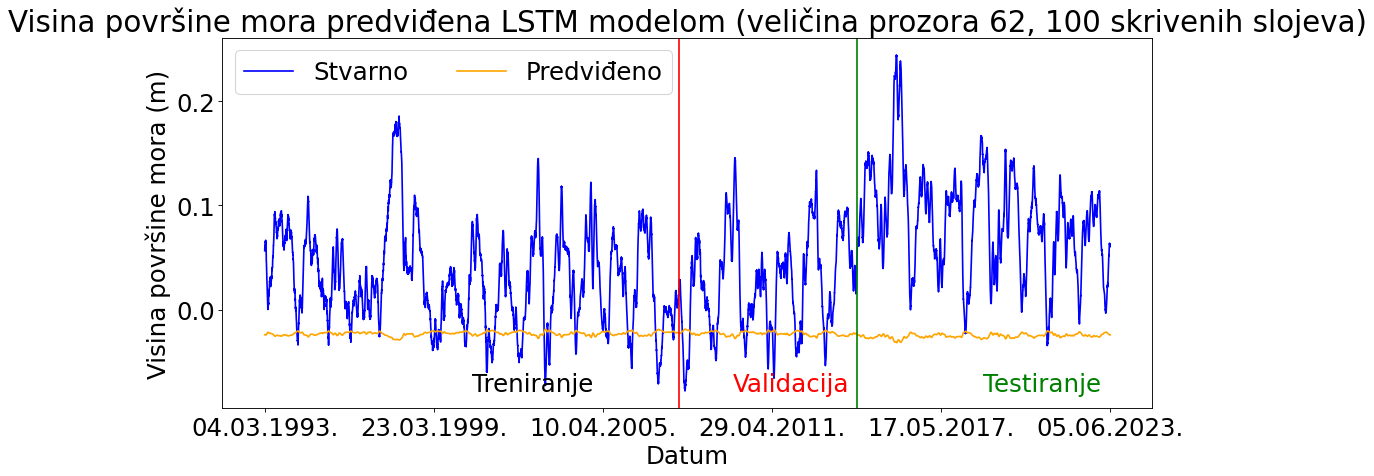 Visina površine mora predviđena LSTM modelom (veličina prozora 62, 100 skrivenih slojeva)
Stvarno
Predviđeno
Visina površine mora (m)
0.2
0.1
0.0
Treniranje
Validacija
Testiranje
04.03.1993. 23.03.1999. 10.04.2005. 29.04.2011. 17.05.2017. 05.06.2023.
Datum